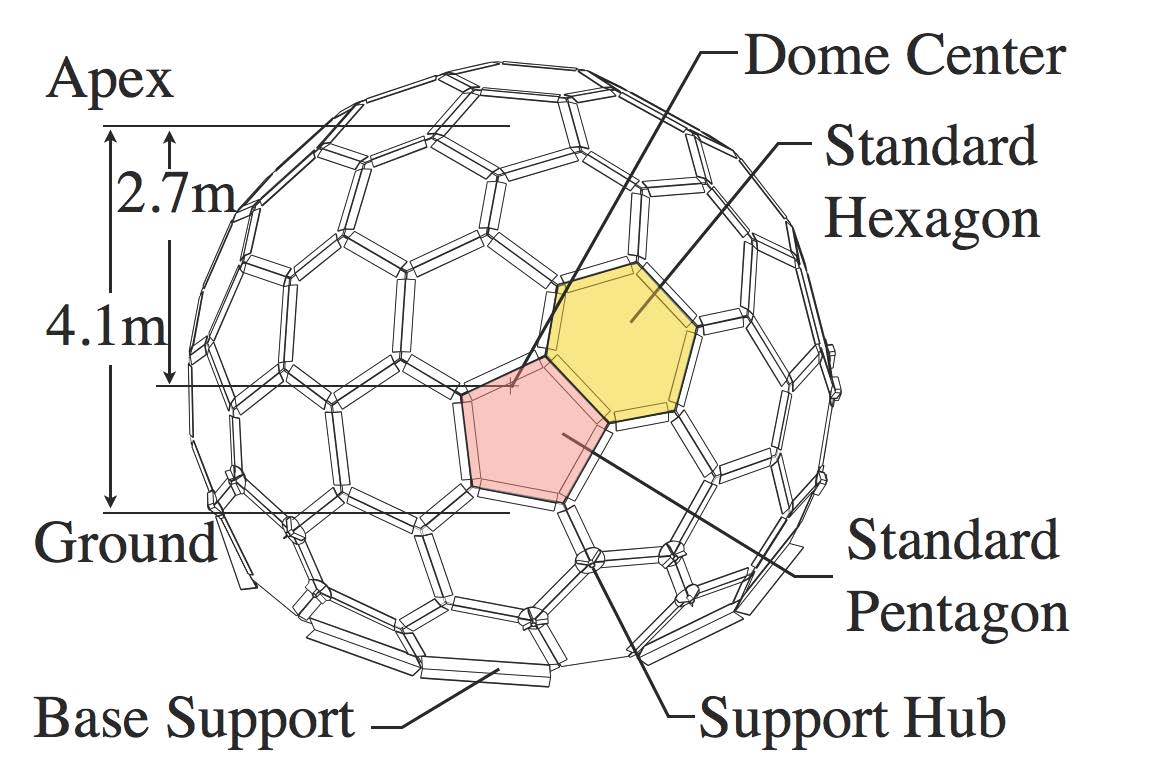 Apex
Dome Center
Standard
Hexagon
2.7m
4.1m
Ground
Standard
Pentagon
Base Support
Support Hub